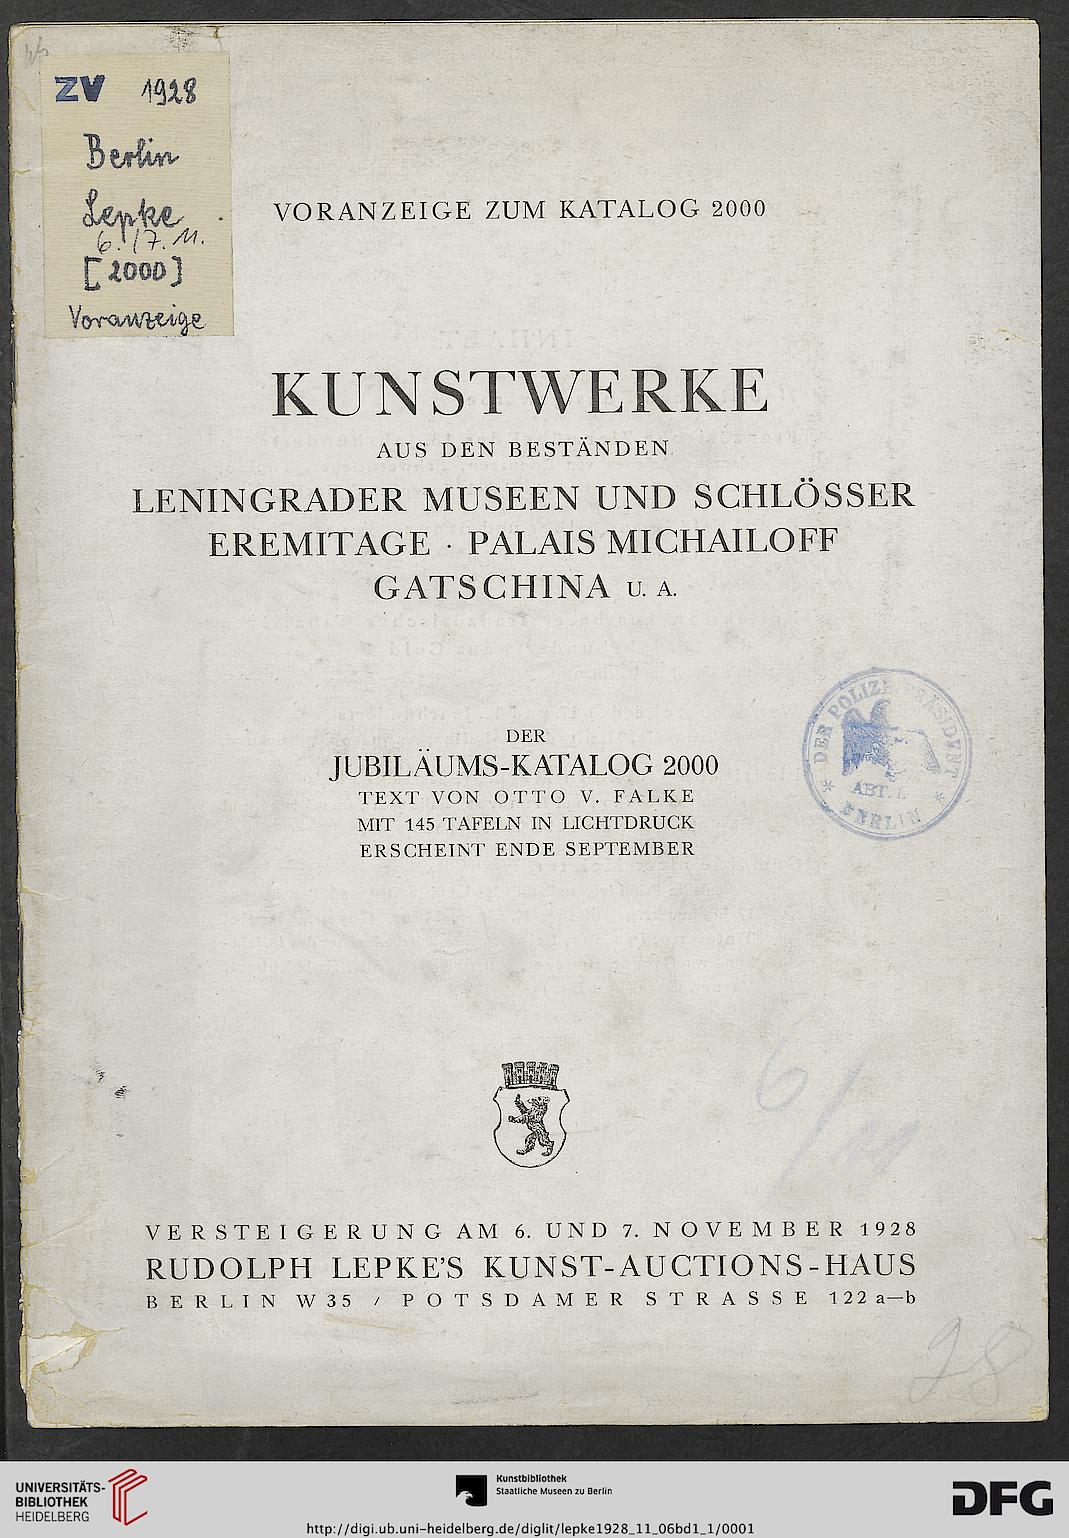 ZV 1928
Berlin
Lepke
6./7. 11.
[2000]
Voranzeige
VORANZEIGE ZUM KATALOG 2000
KUNSTWERKE
AUS DEN BESTÄNDEN
LENINGRADER MUSEEN UND SCHLÖSSER
EREMITAGE · PALAIS MICHAILOFF
GATSCHINA U. A.
DER
JUBILÄUMS-KATALOG 2000
TEXT VON OTTO V. FALKE
MIT 145 TAFELN IN LICHTDRUCK
ERSCHEINT ENDE SEPTEMBER
DER POLIZEIPRÄSIDENT
ABT.
* BERLIN *
6/11
28
VERSTEIGERUNG AM 6. UND 7. NOVEMBER 1928
RUDOLPH LEPKE'S KUNST-AUCTIONS-HAUS
BERLIN W35 / POTSDAMER STRASSE 122 a—b
UNIVERSITÄTS-
BIBLIOTHEK
HEIDELBERG
Kunstbibliothek
Staatliche Museen zu Berlin
DFG
http://digi.ub.uni-heidelberg.de/diglit/lepke1928_11_06bd1_1/0001